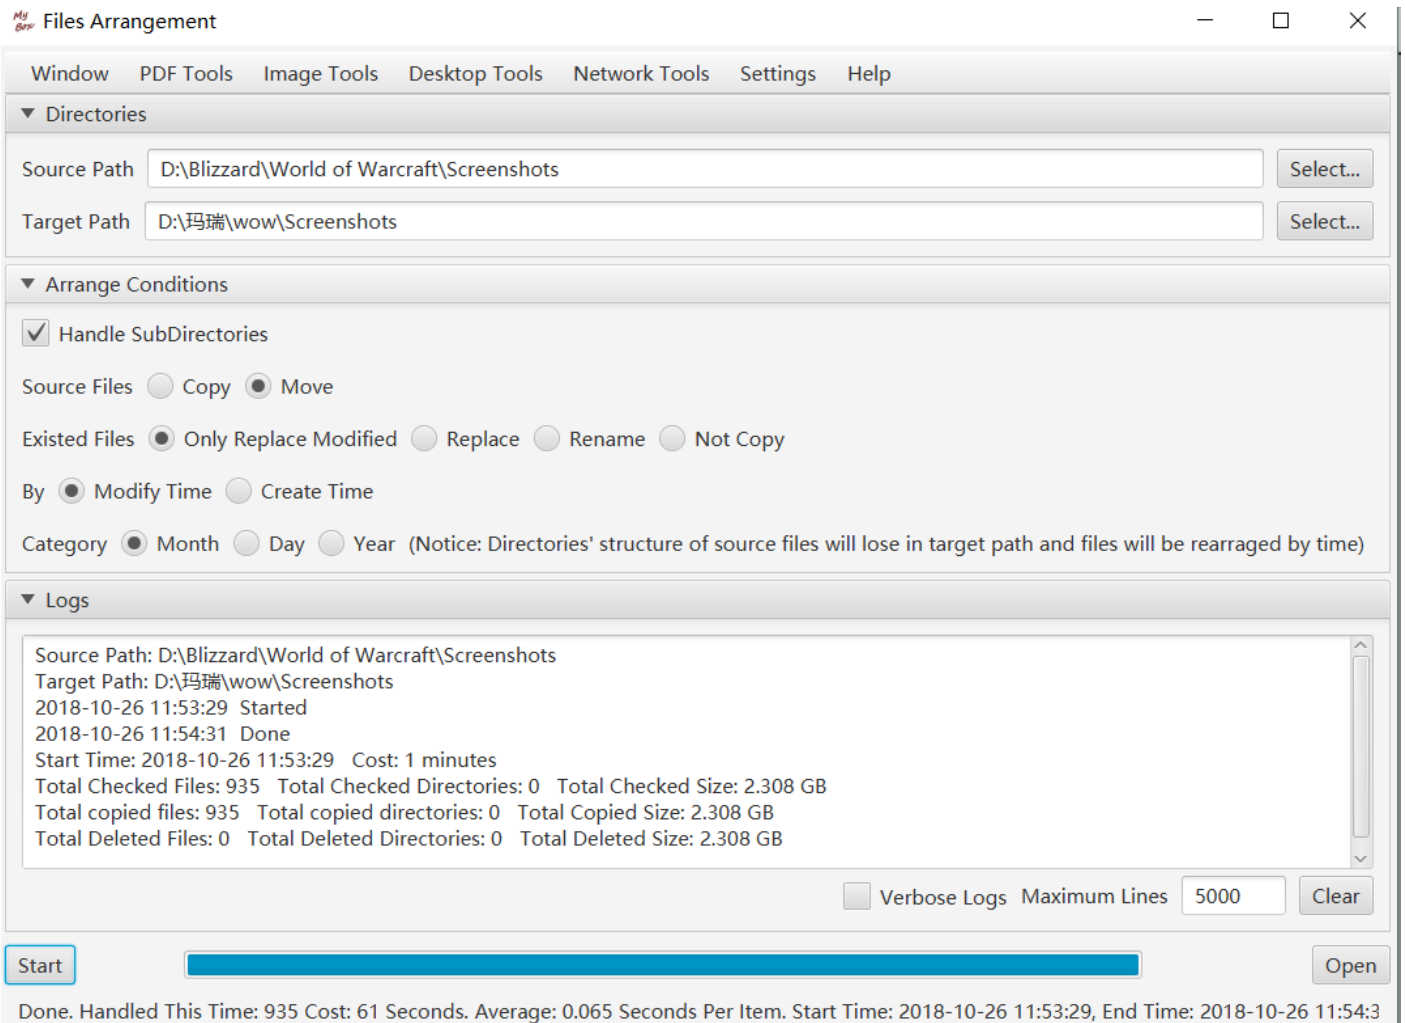 My Box Files Arrangement
Window PDF Tools Image Tools Desktop Tools Network Tools Settings Help
Directories
Source Path D:\Blizzard\World of Warcraft\Screenshots Select...
Target Path D:\玛瑞\wow\Screenshots Select...
Arrange Conditions
Handle SubDirectories
Source Files Copy Move
Existed Files Only Replace Modified Replace Rename Not Copy
By Modify Time Create Time
Category Month Day Year (Notice: Directories' structure of source files will lose in target path and files will be rearraged by time)
Logs
Source Path: D:\Blizzard\World of Warcraft\Screenshots
Target Path: D:\玛瑞\wow\Screenshots
2018-10-26 11:53:29 Started
2018-10-26 11:54:31 Done
Start Time: 2018-10-26 11:53:29 Cost: 1 minutes
Total Checked Files: 935 Total Checked Directories: 0 Total Checked Size: 2.308 GB
Total copied files: 935 Total copied directories: 0 Total Copied Size: 2.308 GB
Total Deleted Files: 0 Total Deleted Directories: 0 Total Deleted Size: 2.308 GB
Verbose Logs Maximum Lines 5000 Clear
Start Open
Done. Handled This Time: 935 Cost: 61 Seconds. Average: 0.065 Seconds Per Item. Start Time: 2018-10-26 11:53:29, End Time: 2018-10-26 11:54:3